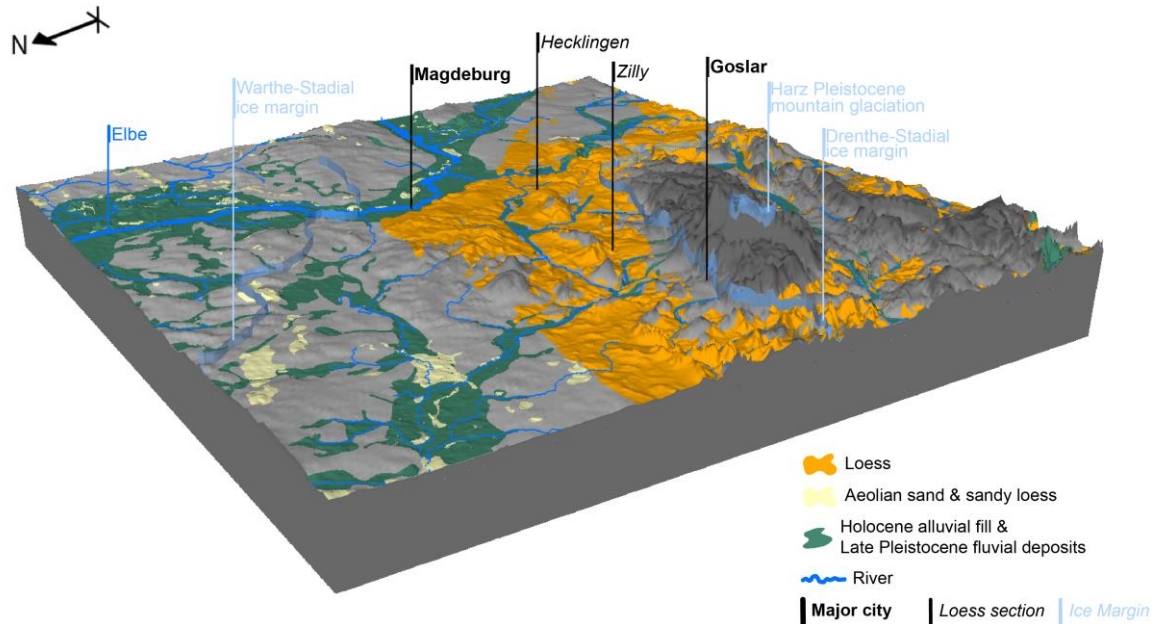 N
Hecklingen
Zilly
Magdeburg
Goslar
Warthe-Stadial
ice margin
Harz Pleistocene
mountain glaciation
Elbe
Drenthe-Stadial
ice margin
Loess
Aeolian sand & sandy loess
Holocene alluvial fill &
Late Pleistocene fluvial deposits
River
Major city
Loess section
Ice Margin